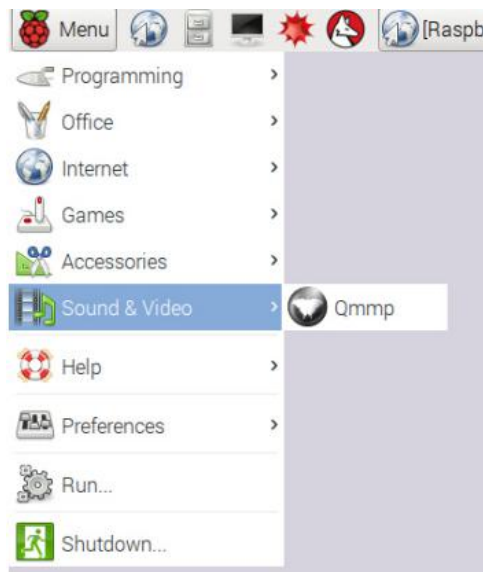 Menu
[Raspb
Programming
Office
Internet
Games
Accessories
Sound & Video
Qmmp
Help
Preferences
Run...
Shutdown...